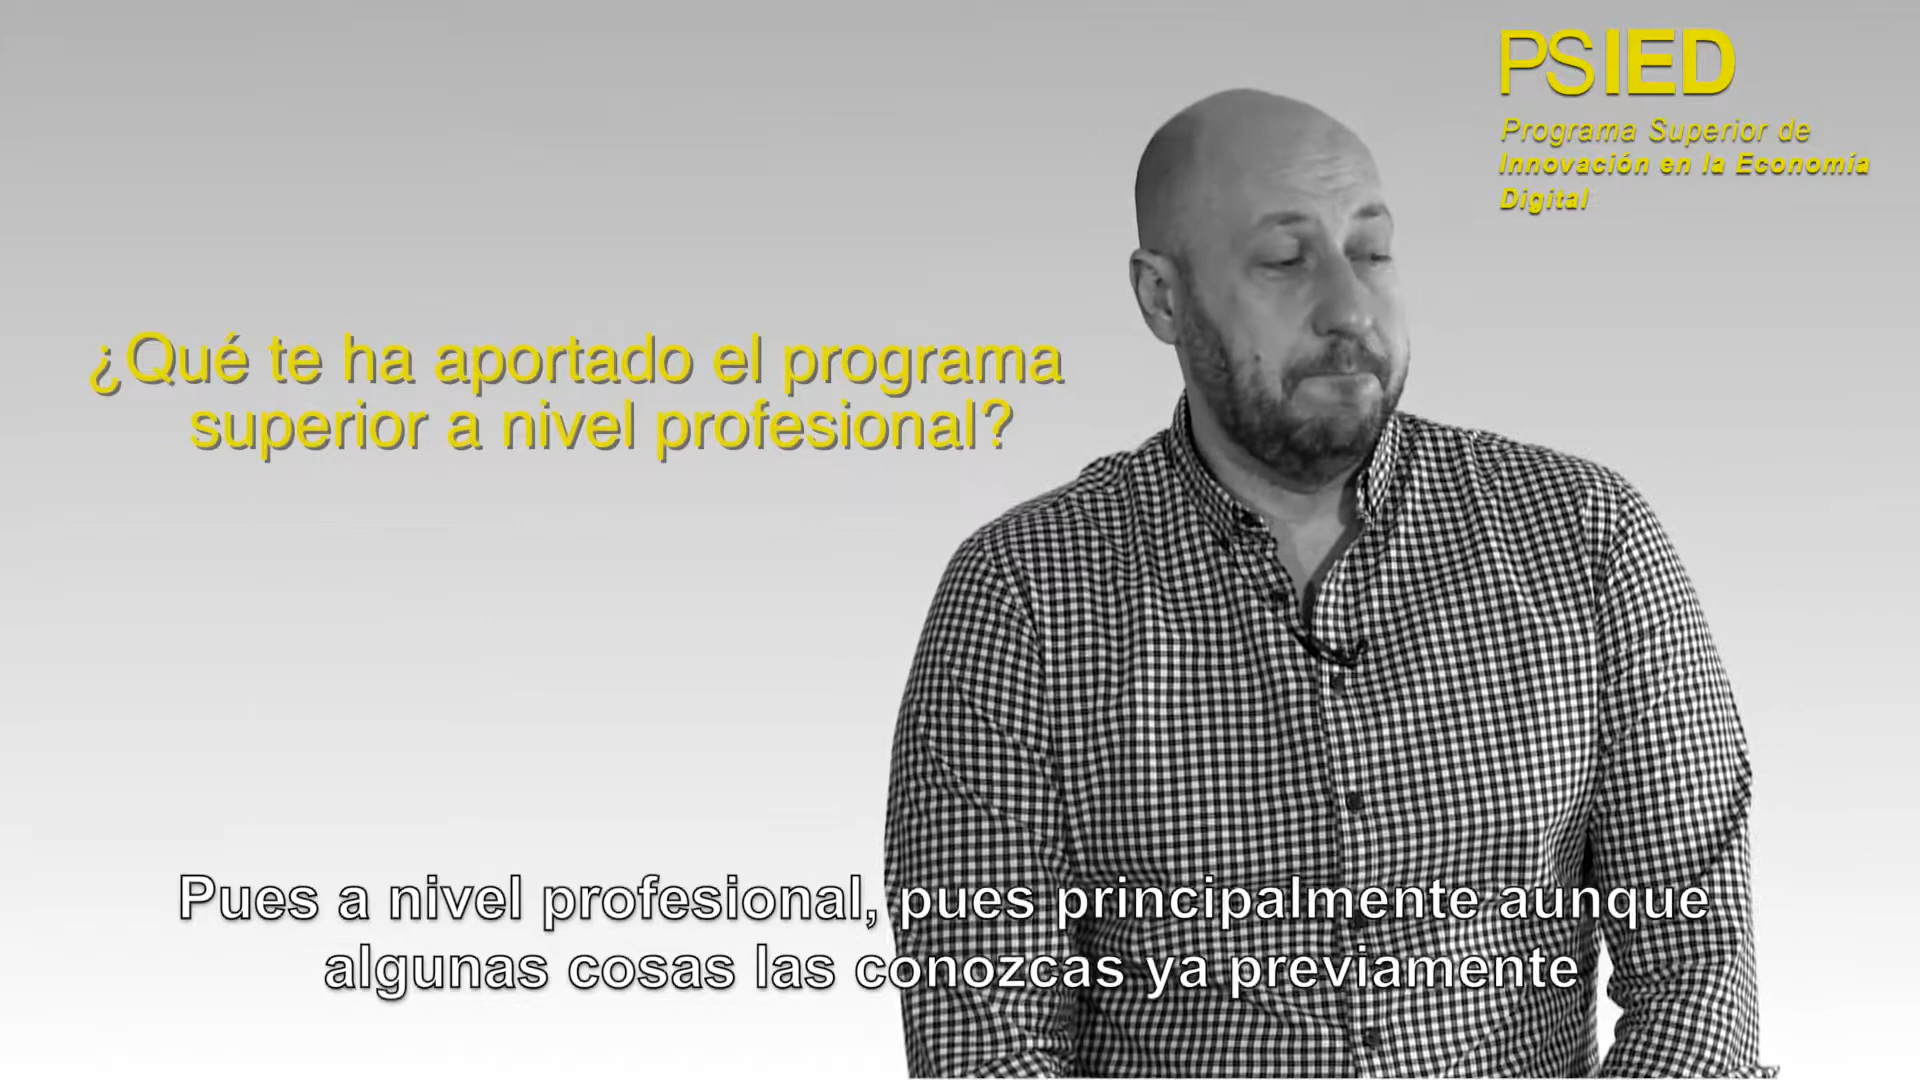 PSIED
Programa Superior de
Innovación en la Economía
Digital
¿Qué te ha aportado el programa
superior a nivel profesional?
Pues a nivel profesional, pues principalmente aunque
algunas cosas las conozcas ya previamente